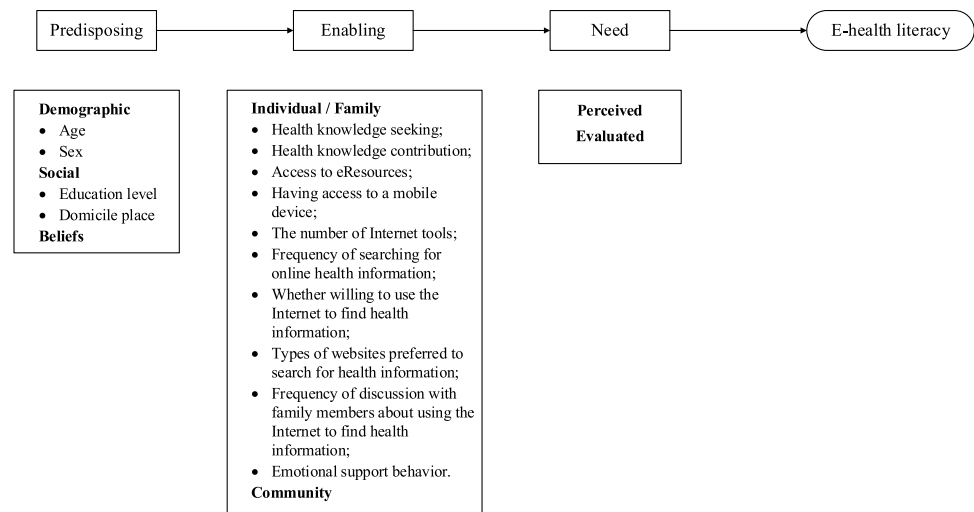 Predisposing
Enabling
Need
E-health literacy
Demographic
• Age
• Sex
Social
• Education level
• Domicile place
Beliefs
Individual / Family
• Health knowledge seeking;
• Health knowledge contribution;
• Access to eResources;
• Having access to a mobile
device;
• The number of Internet tools;
• Frequency of searching for
online health information;
• Whether willing to use the
Internet to find health
information;
• Types of websites preferred to
search for health information;
• Frequency of discussion with
family members about using the
Internet to find health
information;
• Emotional support behavior.
Community
Perceived
Evaluated